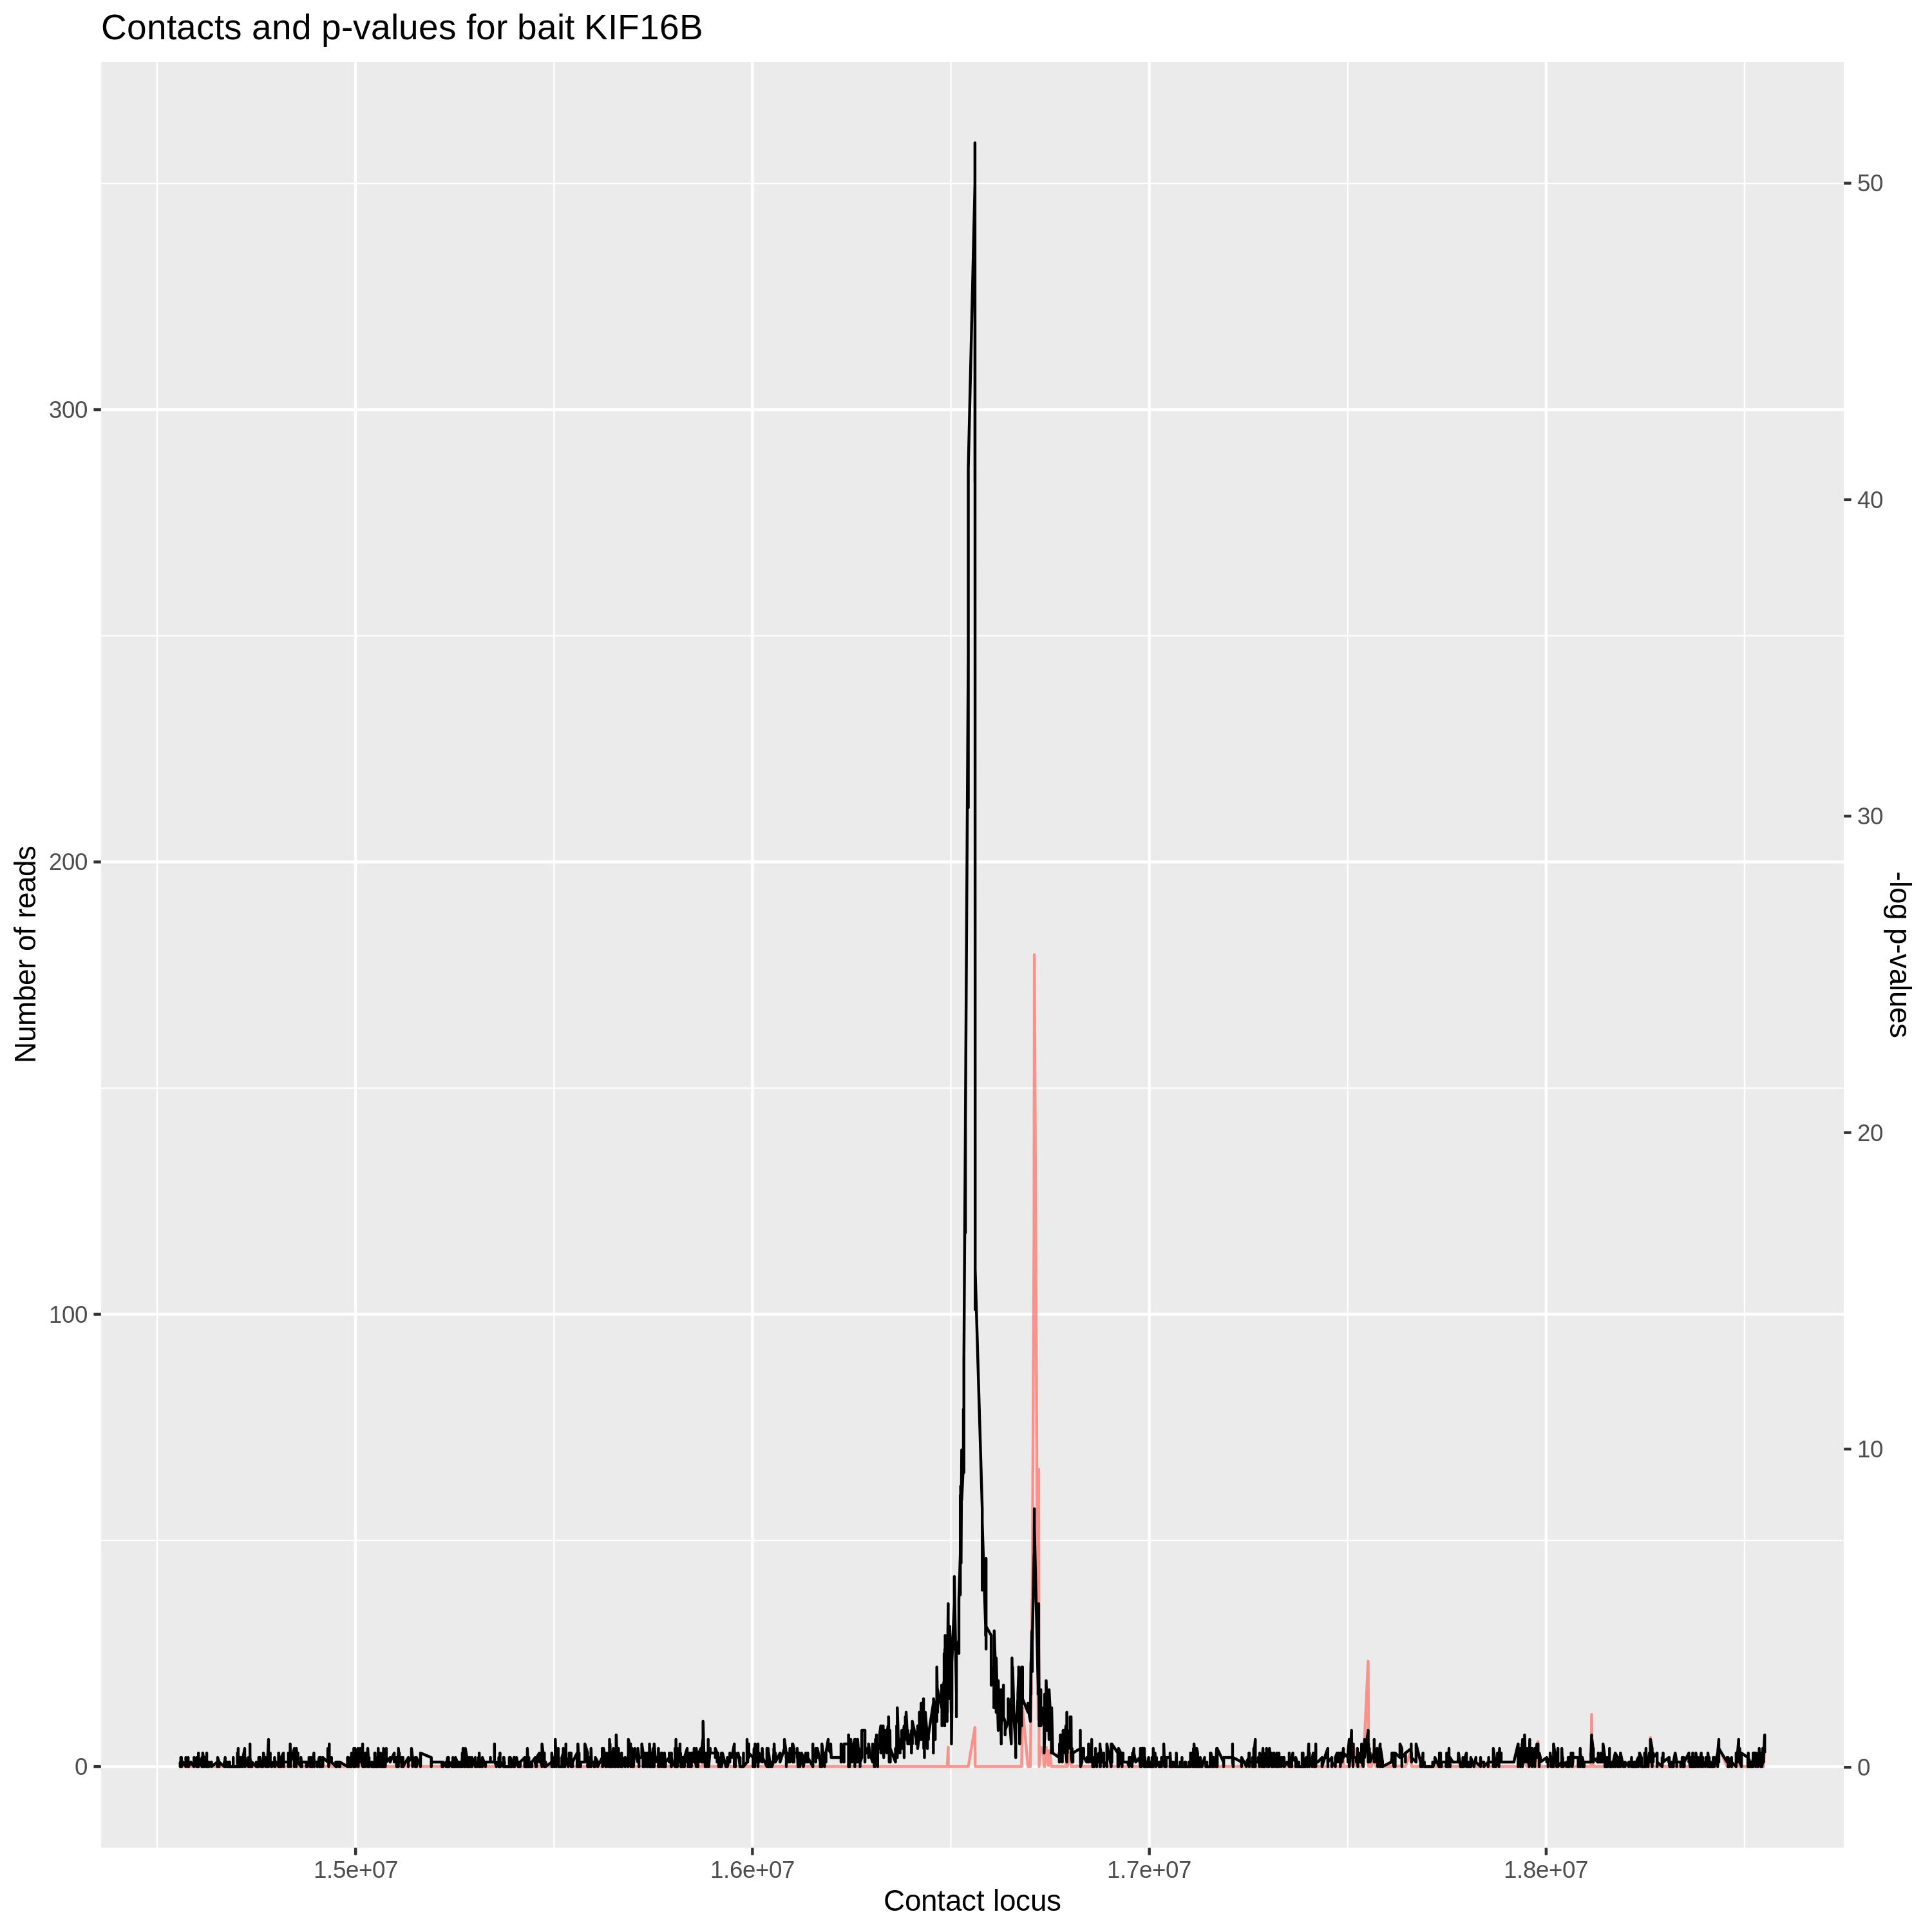 Contacts and p-values for bait KIF16B
Number of reads
300
200
100
0
50
40
30
20
10
0
-log p-values
1.5e+07
1.6e+07
1.7e+07
1.8e+07
Contact locus